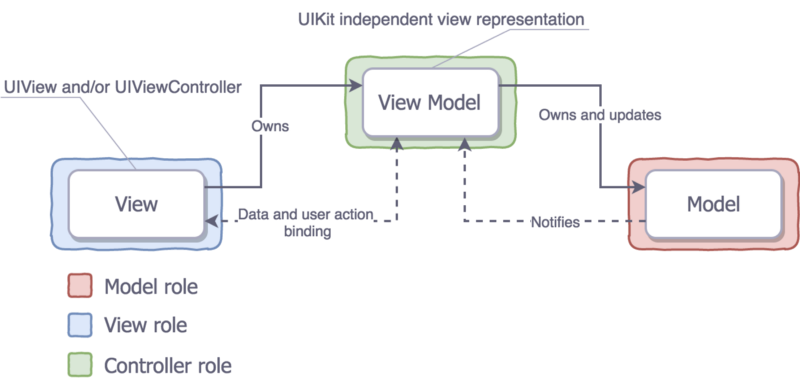 UIKit independent view representation
UIView and/or UIViewController
View Model
Owns
Owns and updates
View
Data and user action
binding
Notifies
Model
Model role
View role
Controller role